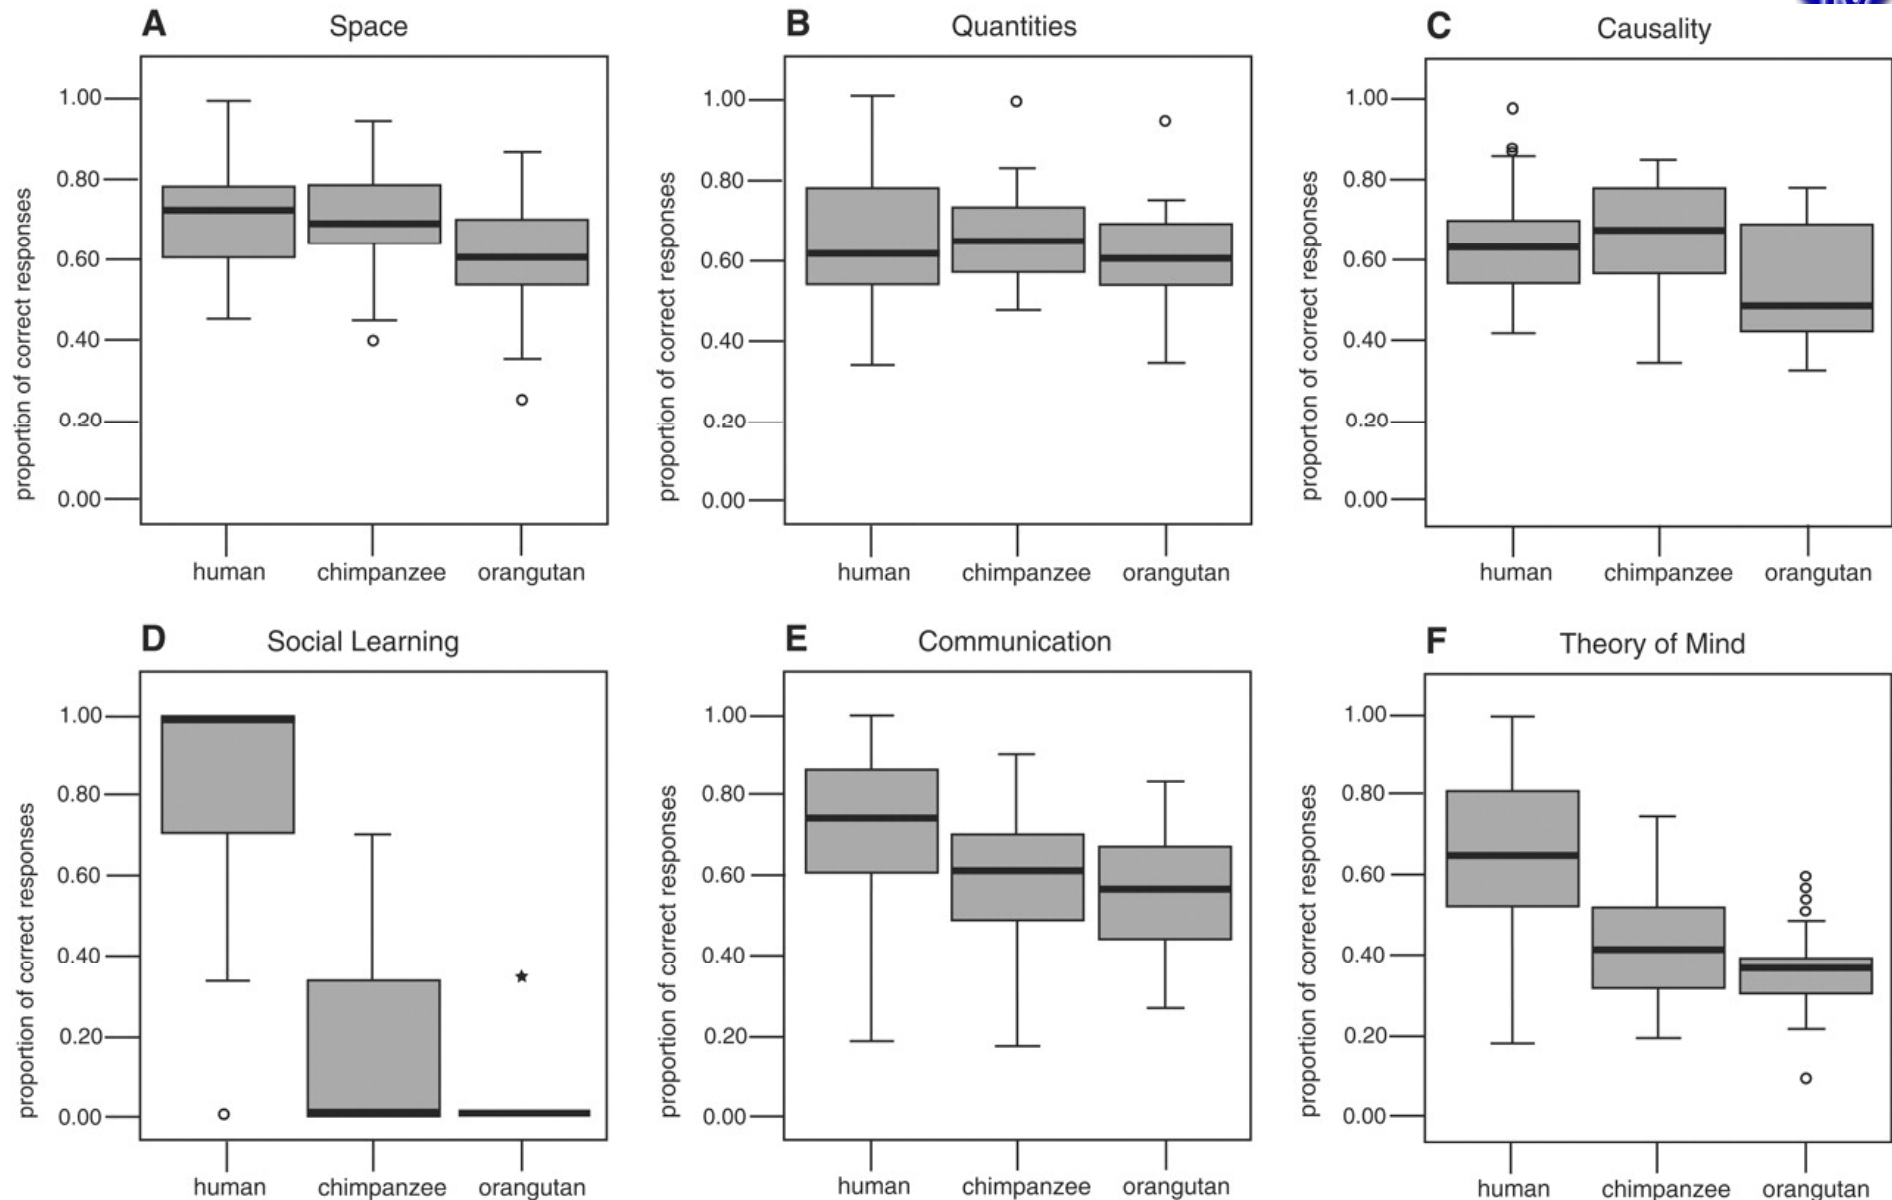 A Space
proportion of correct responses
1.00
0.80
0.60
0.40
0.20
0.00
human chimpanzee orangutan
B Quantities
proportion of correct responses
1.00
0.80
0.60
0.40
0.20
0.00
human chimpanzee orangutan
C Causality
proporton of correct responses
1.00
0.80
0.60
0.40
0.20
0.00
human chimpanzee orangutan
D Social Learning
proportion of correct responses
1.00
0.80
0.60
0.40
0.20
0.00
human chimpanzee orangutan
E Communication
proportion of correct responses
1.00
0.80
0.60
0.40
0.20
0.00
human chimpanzee orangutan
F Theory of Mind
proportion of correct responses
1.00
0.80
0.60
0.40
0.20
0.00
human chimpanzee orangutan